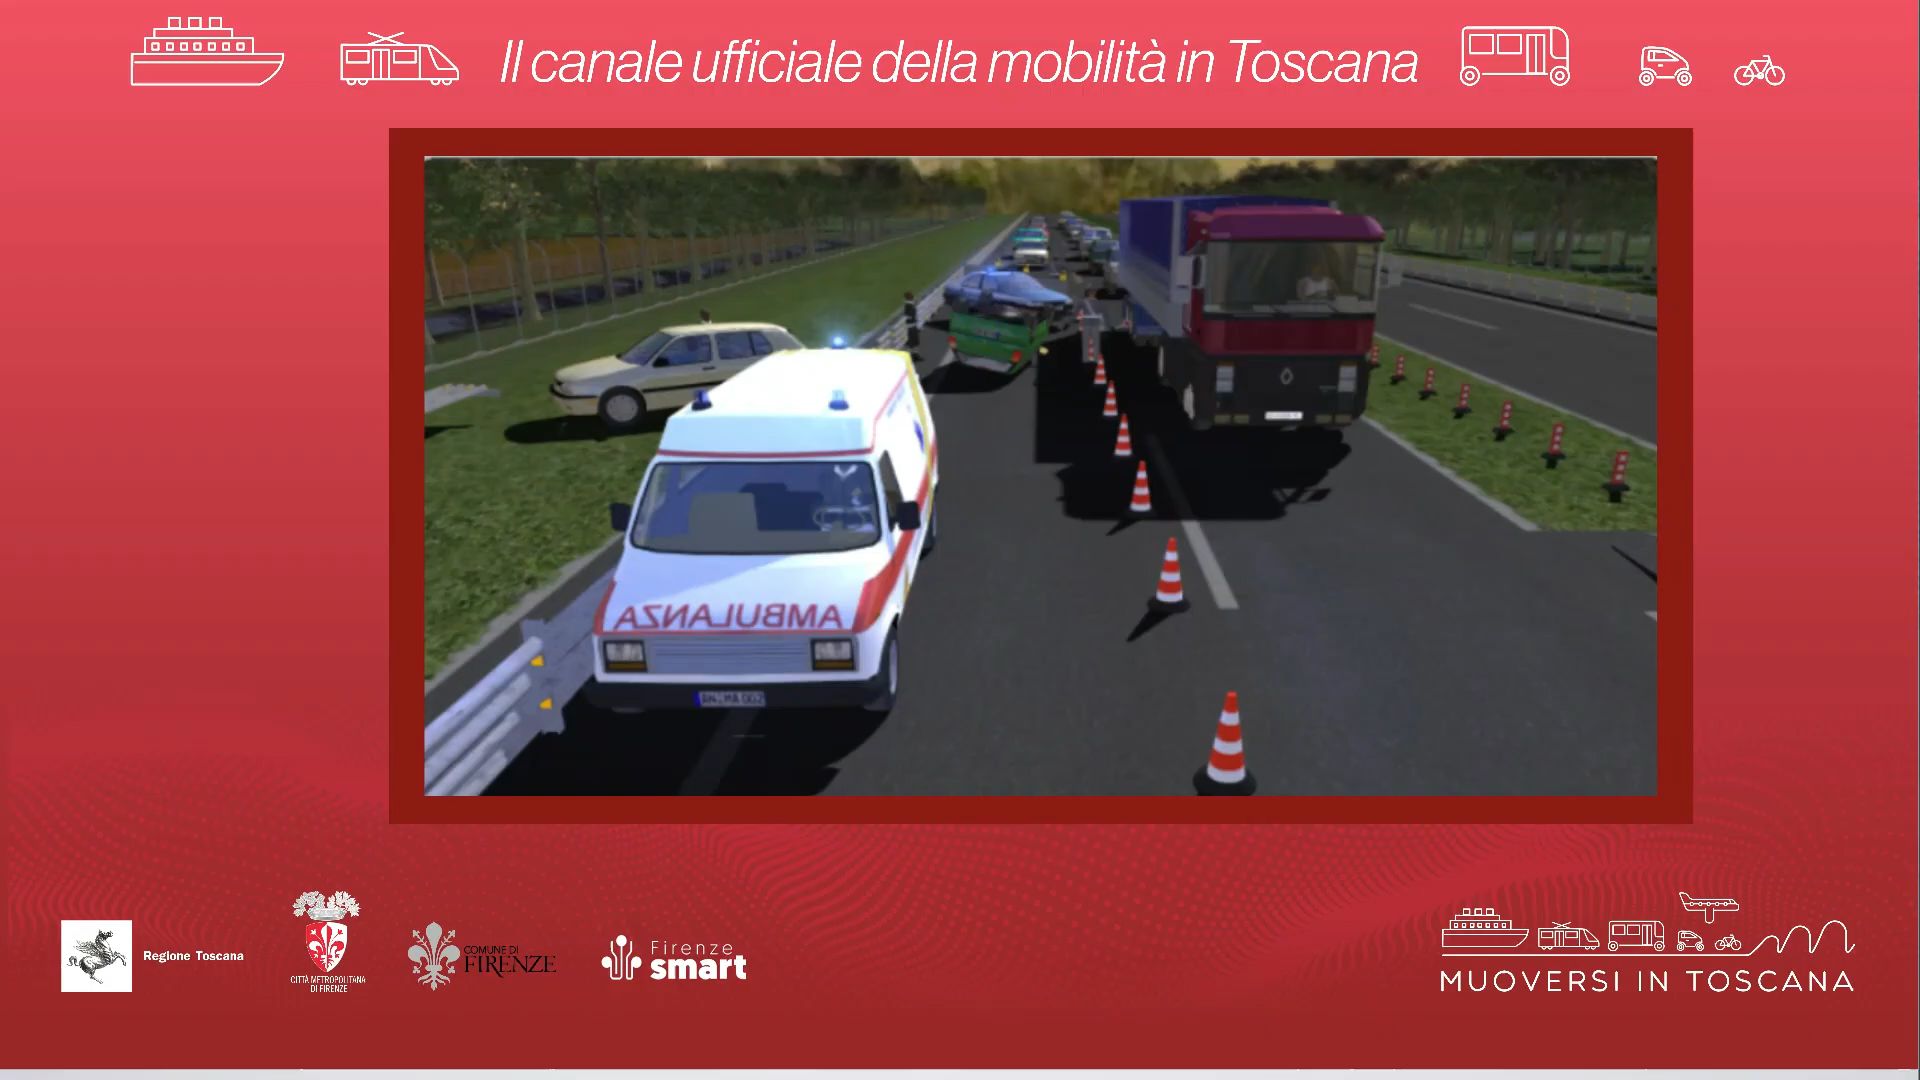 Il canale ufficiale della mobilità in Toscana
AMBULANZA
Regione Toscana
CITTÀ METROPOLITANA
DI FIRENZE
COMUNE DI
FIRENZE
Firenze
smart
MUOVERSI IN TOSCANA